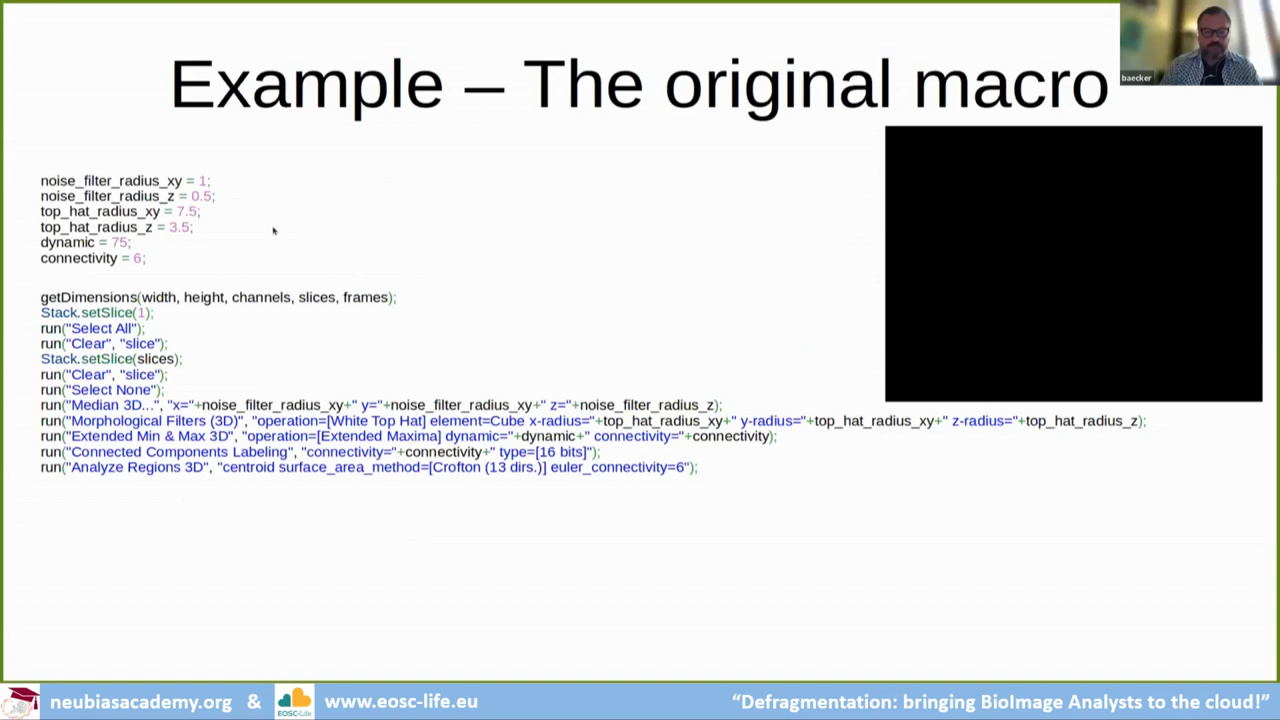 Example – The original macro
baecker
noise_filter_radius_xy = 1;
noise_filter_radius_z = 0.5;
top_hat_radius_xy = 7.5;
top_hat_radius_z = 3.5;
dynamic = 75;
connectivity = 6;
getDimensions(width, height, channels, slices, frames);
Stack.setSlice(1);
run("Select All");
run("Clear", "slice");
Stack.setSlice(slices);
run("Clear", "slice");
run("Select None");
run("Median 3D...", "x="+noise_filter_radius_xy+" y="+noise_filter_radius_xy+" z="+noise_filter_radius_z);
run("Morphological Filters (3D)", "operation=[White Top Hat] element=Cube x-radius="+top_hat_radius_xy+" y-radius="+top_hat_radius_xy+" z-radius="+top_hat_radius_z);
run("Extended Min & Max 3D", "operation=[Extended Maxima] dynamic="+dynamic+" connectivity="+connectivity);
run("Connected Components Labeling", "connectivity="+connectivity+" type=[16 bits]");
run("Analyze Regions 3D", "centroid surface_area_method=[Crofton (13 dirs.)] euler_connectivity=6");
neubiasacademy.org & EOSC-LIFE www.eosc-life.eu “Defragmentation: bringing BioImage Analysts to the cloud!”